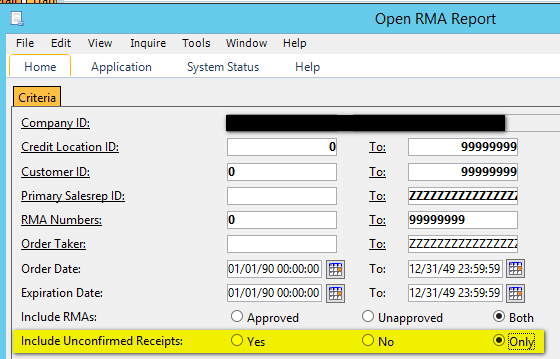 Open RMA Report
File Edit View Inquire Tools Window Help
Home Application System Status Help
Criteria
Company ID:
Credit Location ID: 0 To: 99999999
Customer ID: 0 To: 99999999
Primary Salesrep ID: To: ZZZZZZZZZZZZZZZZ
RMA Numbers: 0 To: 99999999
Order Taker: To: ZZZZZZZZZZZZZZZZ
Order Date: 01/01/90 00:00:00 To: 12/31/49 23:59:59
Expiration Date: 01/01/90 00:00:00 To: 12/31/49 23:59:59
Include RMAs: Approved Unapproved Both
Include Unconfirmed Receipts: Yes No Only